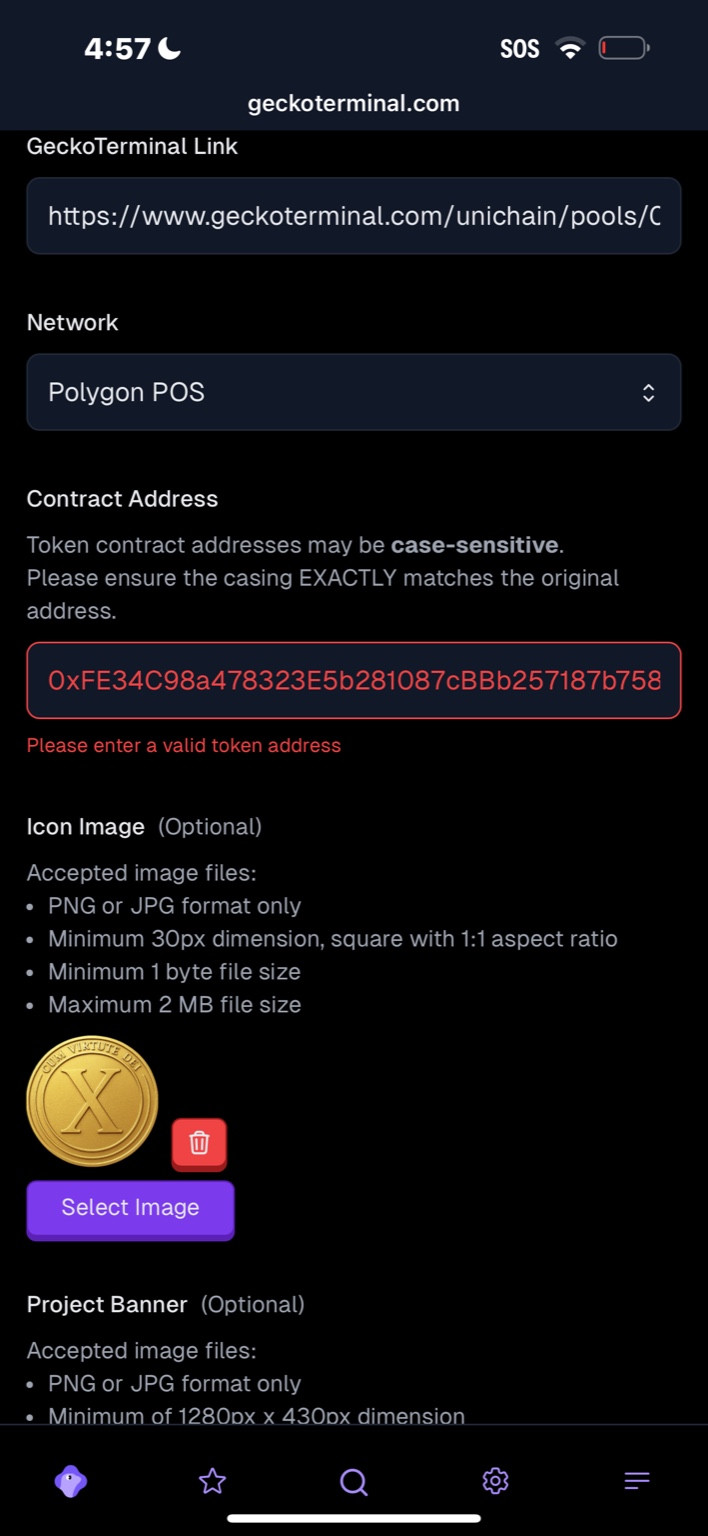 4:57
SOS
geckoterminal.com
GeckoTerminal Link
https://www.geckoterminal.com/unichain/pools/0
Network
Polygon POS
Contract Address
Token contract addresses may be case-sensitive.
Please ensure the casing EXACTLY matches the original
address.
0xFE34C98a478323E5b281087cBBb257187b758
Please enter a valid token address
Icon Image (Optional)
Accepted image files:
• PNG or JPG format only
• Minimum 30px dimension, square with 1:1 aspect ratio
• Minimum 1 byte file size
• Maximum 2 MB file size
CUM VIRTUTE DEI
X
Select Image
Project Banner (Optional)
Accepted image files:
• PNG or JPG format only
• Minimum of 1280px x 430px dimension